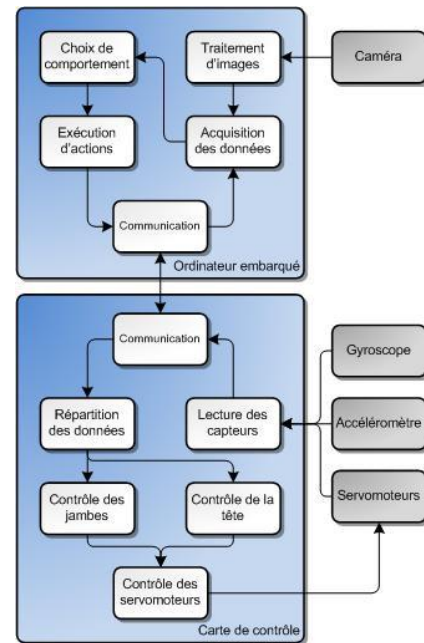 Choix de
comportement
Traitement
d'images
Caméra
Exécution
d'actions
Acquisition
des données
Communication
Ordinateur embarqué
Communication
Gyroscope
Répartition
des données
Lecture des
capteurs
Accéléromètre
Contrôle des
jambes
Contrôle de la
tête
Servomoteurs
Contrôle des
servomoteurs
Carte de contrôle